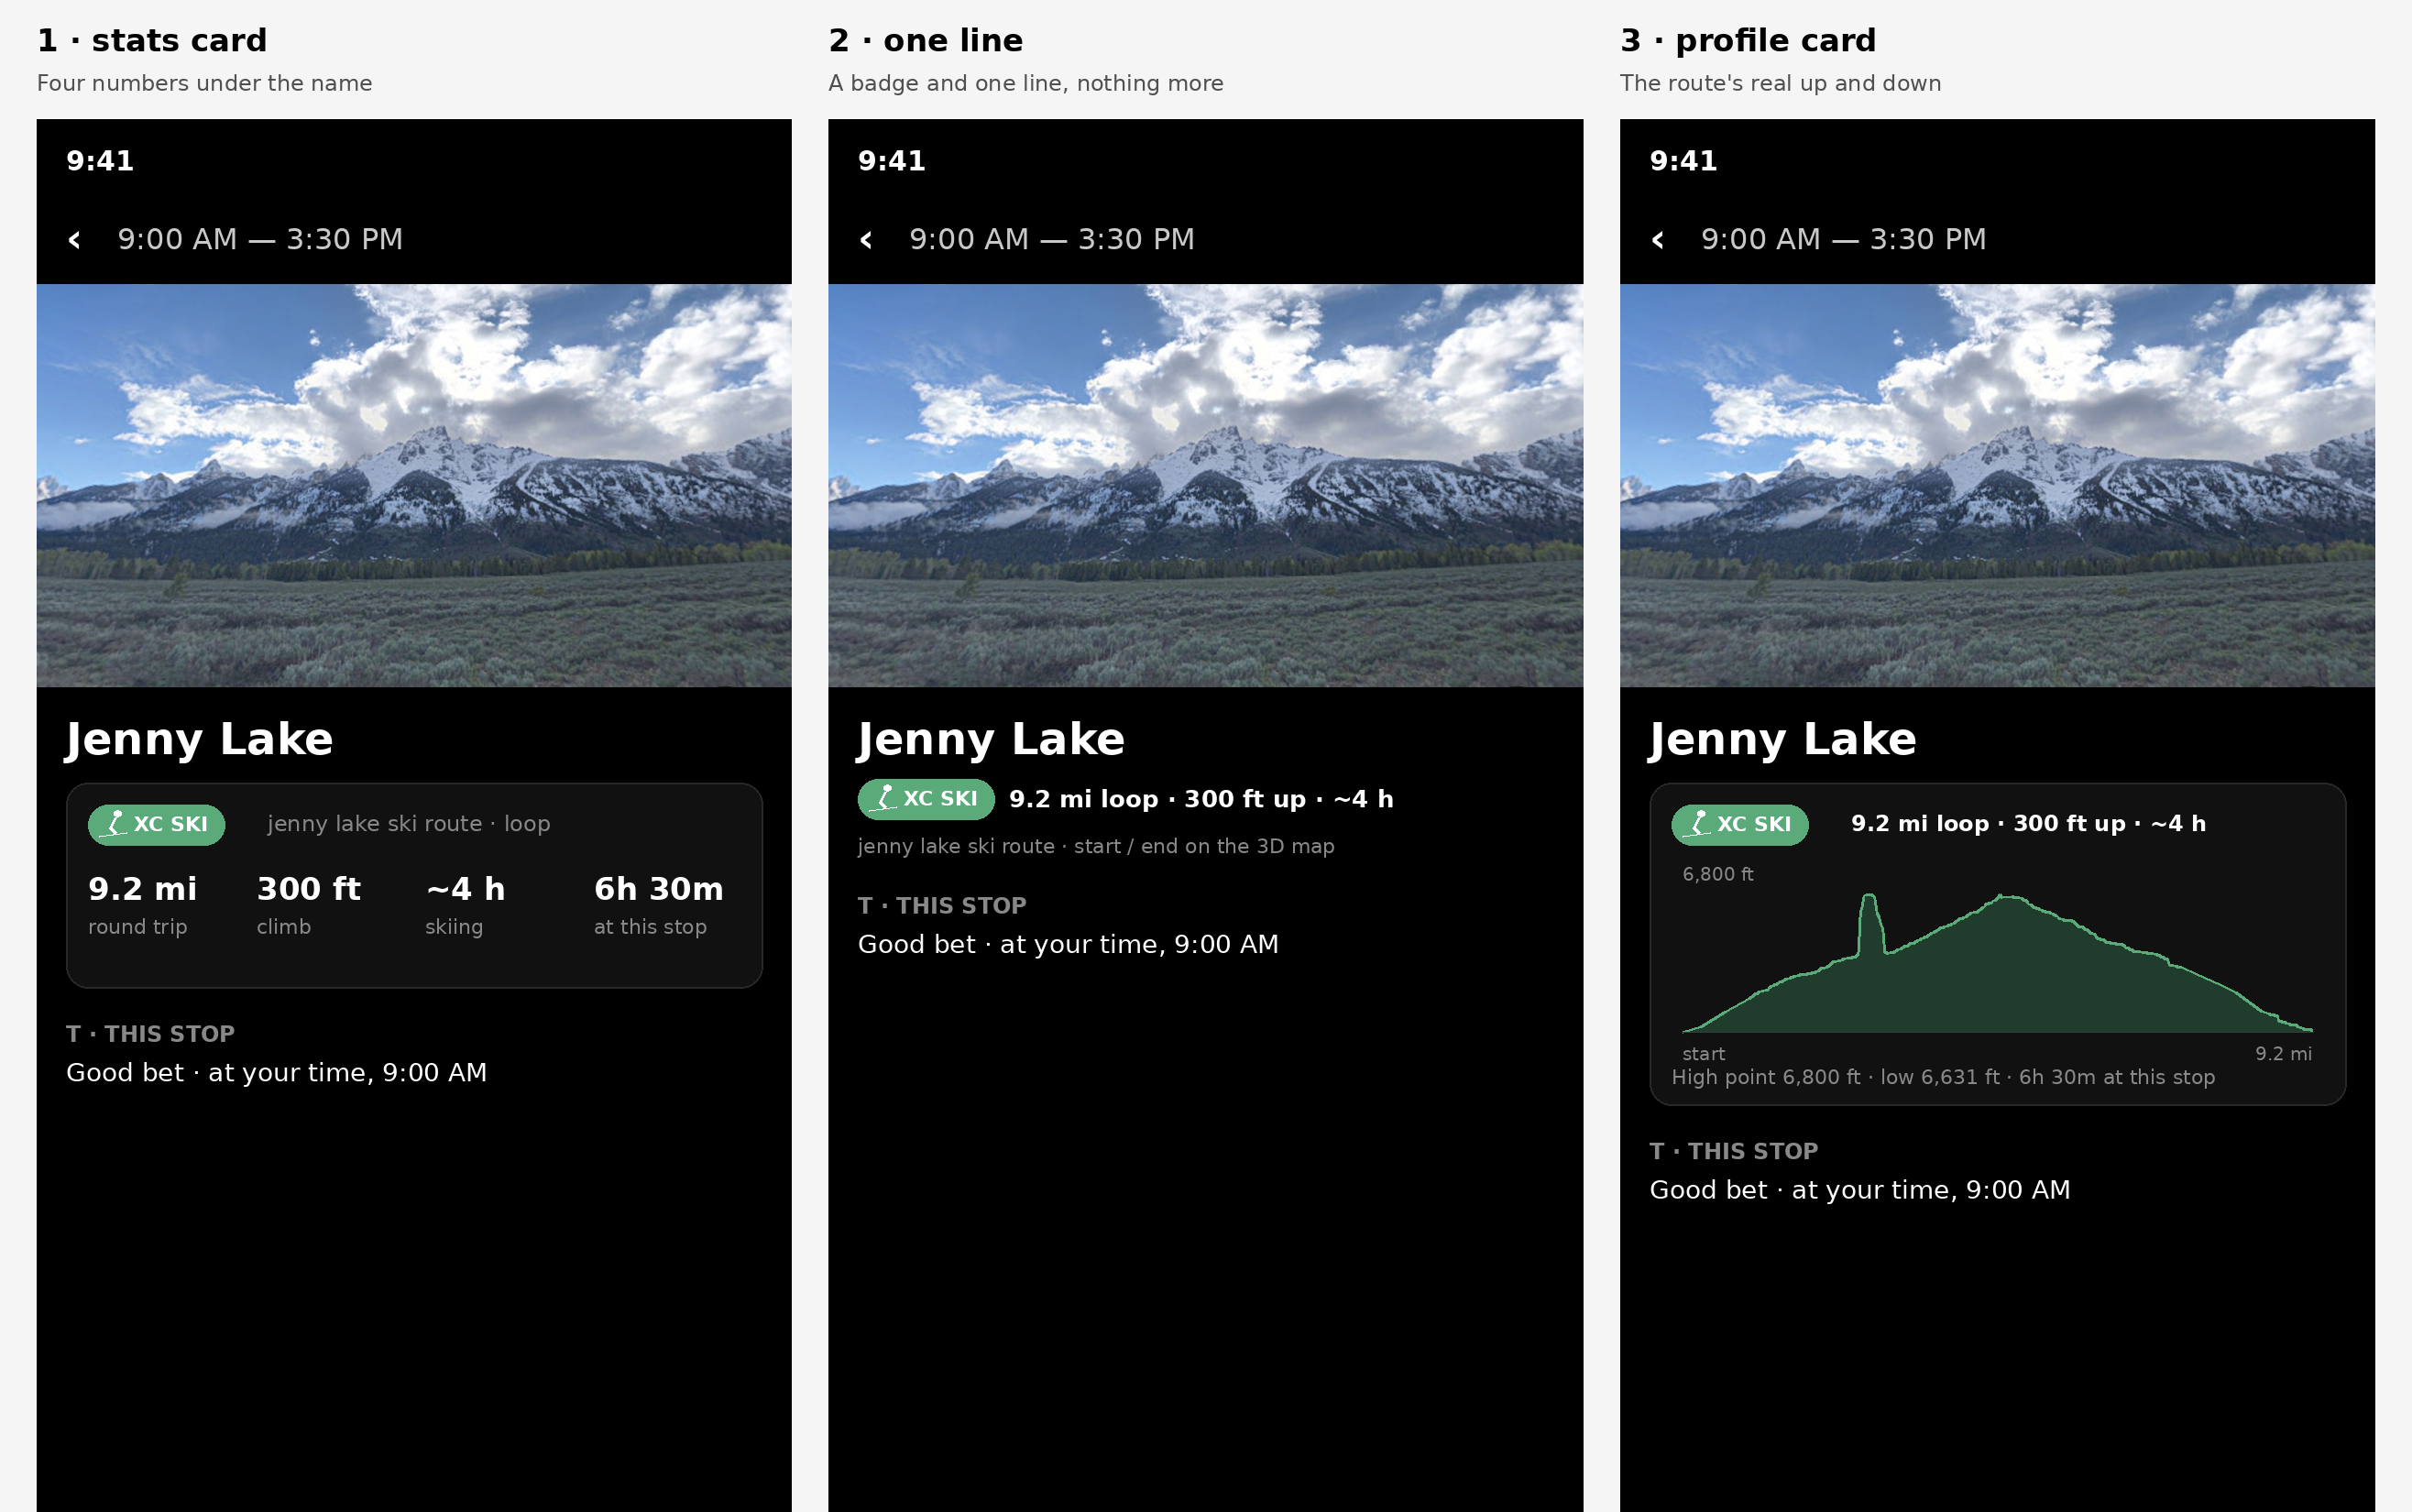 1 · stats card
Four numbers under the name
9:41
‹ 9:00 AM — 3:30 PM
Jenny Lake
XC SKI jenny lake ski route · loop
9.2 mi 300 ft ~4 h 6h 30m
round trip climb skiing at this stop
T · THIS STOP
Good bet · at your time, 9:00 AM
2 · one line
A badge and one line, nothing more
9:41
‹ 9:00 AM — 3:30 PM
Jenny Lake
XC SKI 9.2 mi loop · 300 ft up · ~4 h
jenny lake ski route · start / end on the 3D map
T · THIS STOP
Good bet · at your time, 9:00 AM
3 · profile card
The route's real up and down
9:41
‹ 9:00 AM — 3:30 PM
Jenny Lake
XC SKI 9.2 mi loop · 300 ft up · ~4 h
6,800 ft
start 9.2 mi
High point 6,800 ft · low 6,631 ft · 6h 30m at this stop
T · THIS STOP
Good bet · at your time, 9:00 AM